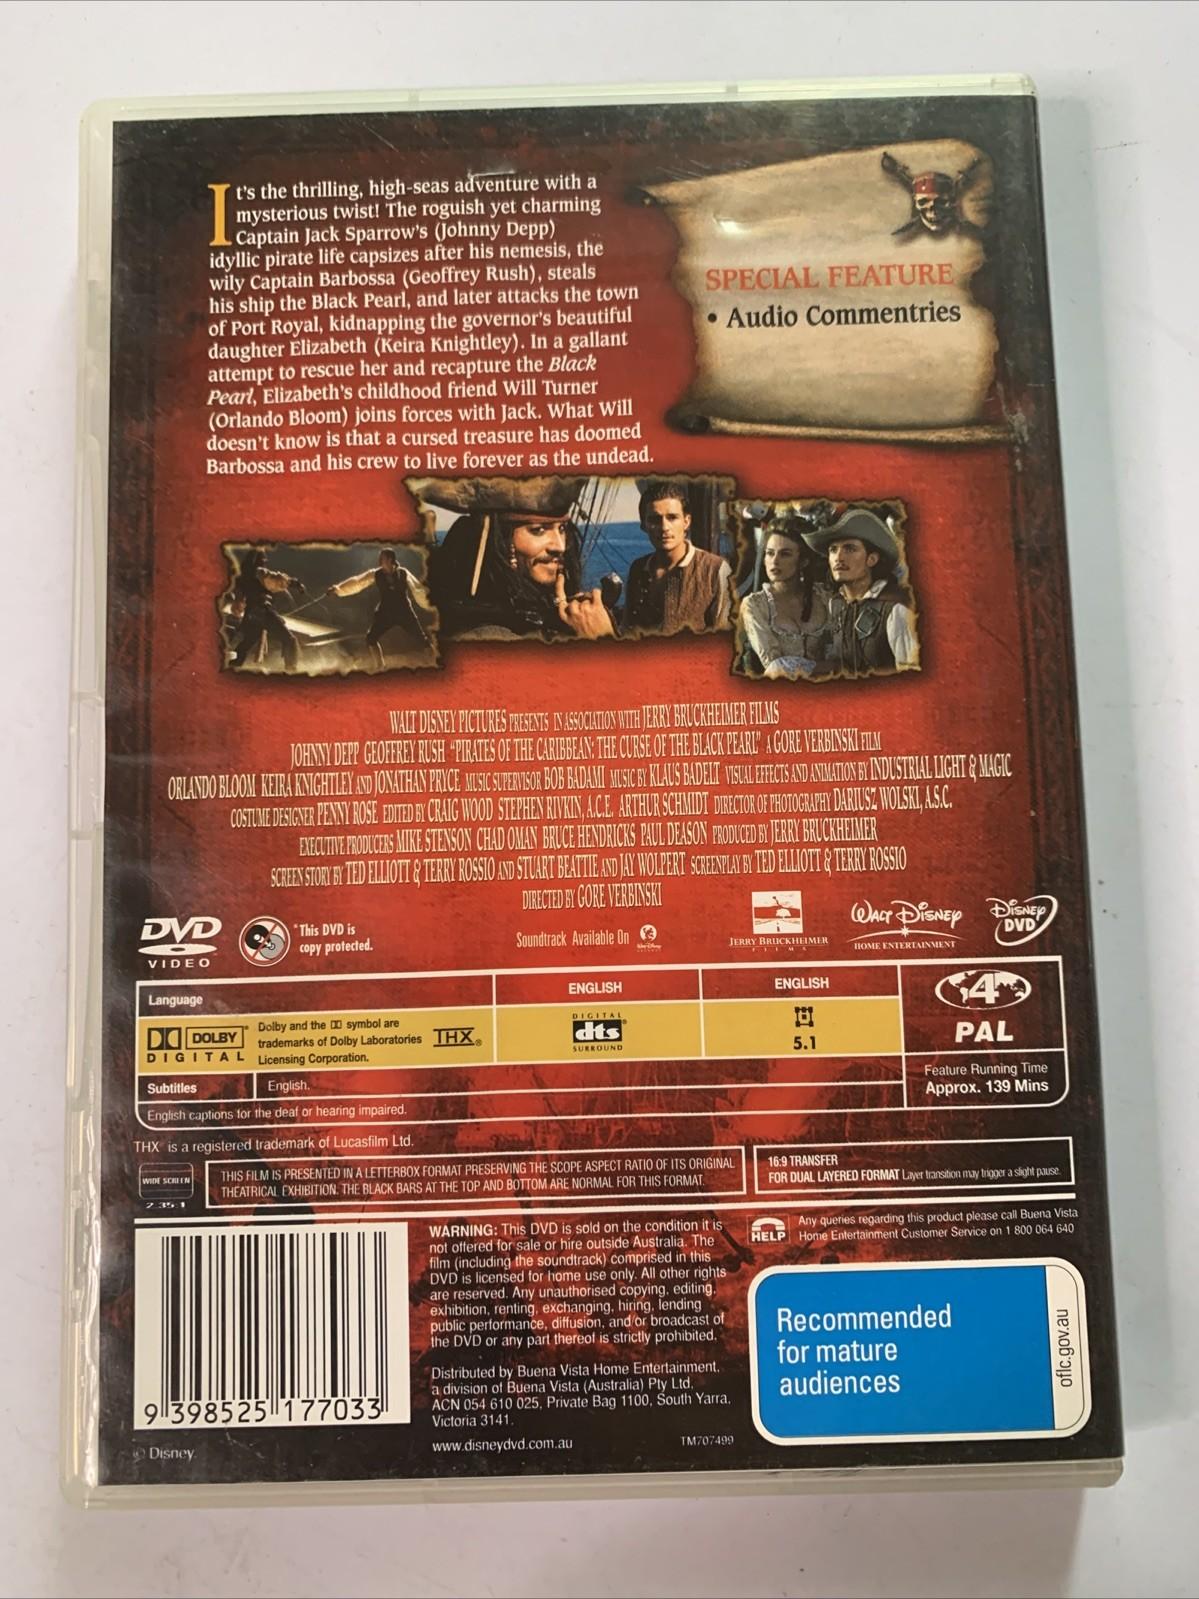 It's the thrilling, high-seas adventure with a
mysterious twist! The roguish yet charming
Captain Jack Sparrow's (Johnny Depp)
idyllic pirate life capsizes after his nemesis, the
wily Captain Barbossa (Geoffrey Rush), steals
his ship the Black Pearl, and later attacks the town
of Port Royal, kidnapping the governor's beautiful
daughter Elizabeth (Keira Knightley). In a gallant
attempt to rescue her and recapture the Black
Pearl, Elizabeth's childhood friend Will Turner
(Orlando Bloom) joins forces with Jack. What Will
doesn't know is that a cursed treasure has doomed
Barbossa and his crew to live forever as the undead.
SPECIAL FEATURE
• Audio Commentries
WALT DISNEY PICTURES PRESENTS IN ASSOCIATION WITH JERRY BRUCKHEIMER FILMS
JOHNNY DEPP GEOFFREY RUSH "PIRATES OF THE CARIBBEAN: THE CURSE OF THE BLACK PEARL" A GORE VERBINSKI FILM
ORLANDO BLOOM KEIRA KNIGHTLEY AND JONATHAN PRYCE MUSIC SUPERVISOR BOB BADAMI MUSIC BY KLAUS BADELT VISUAL EFFECTS AND ANIMATION BY INDUSTRIAL LIGHT & MAGIC
COSTUME DESIGNER PENNY ROSE EDITED BY CRAIG WOOD STEPHEN RIVKIN, A.C.E. ARTHUR SCHMIDT DIRECTOR OF PHOTOGRAPHY DARIUSZ WOLSKI, A.S.C.
EXECUTIVE PRODUCERS MIKE STENSON CHAD OMAN BRUCE HENDRICKS PAUL DEASON PRODUCED BY JERRY BRUCKHEIMER
SCREEN STORY BY TED ELLIOTT & TERRY ROSSIO AND STUART BEATTIE AND JAY WOLPERT SCREENPLAY BY TED ELLIOTT & TERRY ROSSIO
DIRECTED BY GORE VERBINSKI
DVD
VIDEO
*This DVD is
copy protected.
Soundtrack Available On
JERRY BRUCKHEIMER
FILMS
WALT DISNEY
HOME ENTERTAINMENT
DISNEY
DVD
Language
ENGLISH
ENGLISH
4
PAL
DOLBY
DIGITAL
Dolby and the DD symbol are
trademarks of Dolby Laboratories
Licensing Corporation.
THX®
DIGITAL
dts
SURROUND
5.1
Feature Running Time
Approx. 139 Mins
Subtitles
English.
English captions for the deaf or hearing impaired.
THX is a registered trademark of Lucasfilm Ltd.
WIDE SCREEN
2.35:1
THIS FILM IS PRESENTED IN A LETTERBOX FORMAT PRESERVING THE SCOPE ASPECT RATIO OF ITS ORIGINAL
THEATRICAL EXHIBITION. THE BLACK BARS AT THE TOP AND BOTTOM ARE NORMAL FOR THIS FORMAT.
16:9 TRANSFER
FOR DUAL LAYERED FORMAT Layer transition may trigger a slight pause.
9 398525 177033
© Disney.
WARNING: This DVD is sold on the condition it is
not offered for sale or hire outside Australia. The
film (including the soundtrack) comprised in this
DVD is licensed for home use only. All other rights
are reserved. Any unauthorised copying, editing,
exhibition, renting, exchanging, hiring, lending
public performance, diffusion, and/or broadcast of
the DVD or any part thereof is strictly prohibited.
Distributed by Buena Vista Home Entertainment,
a division of Buena Vista (Australia) Pty Ltd,
ACN 054 610 025, Private Bag 1100, South Yarra,
Victoria 3141.
www.disneydvd.com.au
TM707499
HELP
Any queries regarding this product please call Buena Vista
Home Entertainment Customer Service on 1 800 064 640
Recommended
for mature
audiences
oflc.gov.au